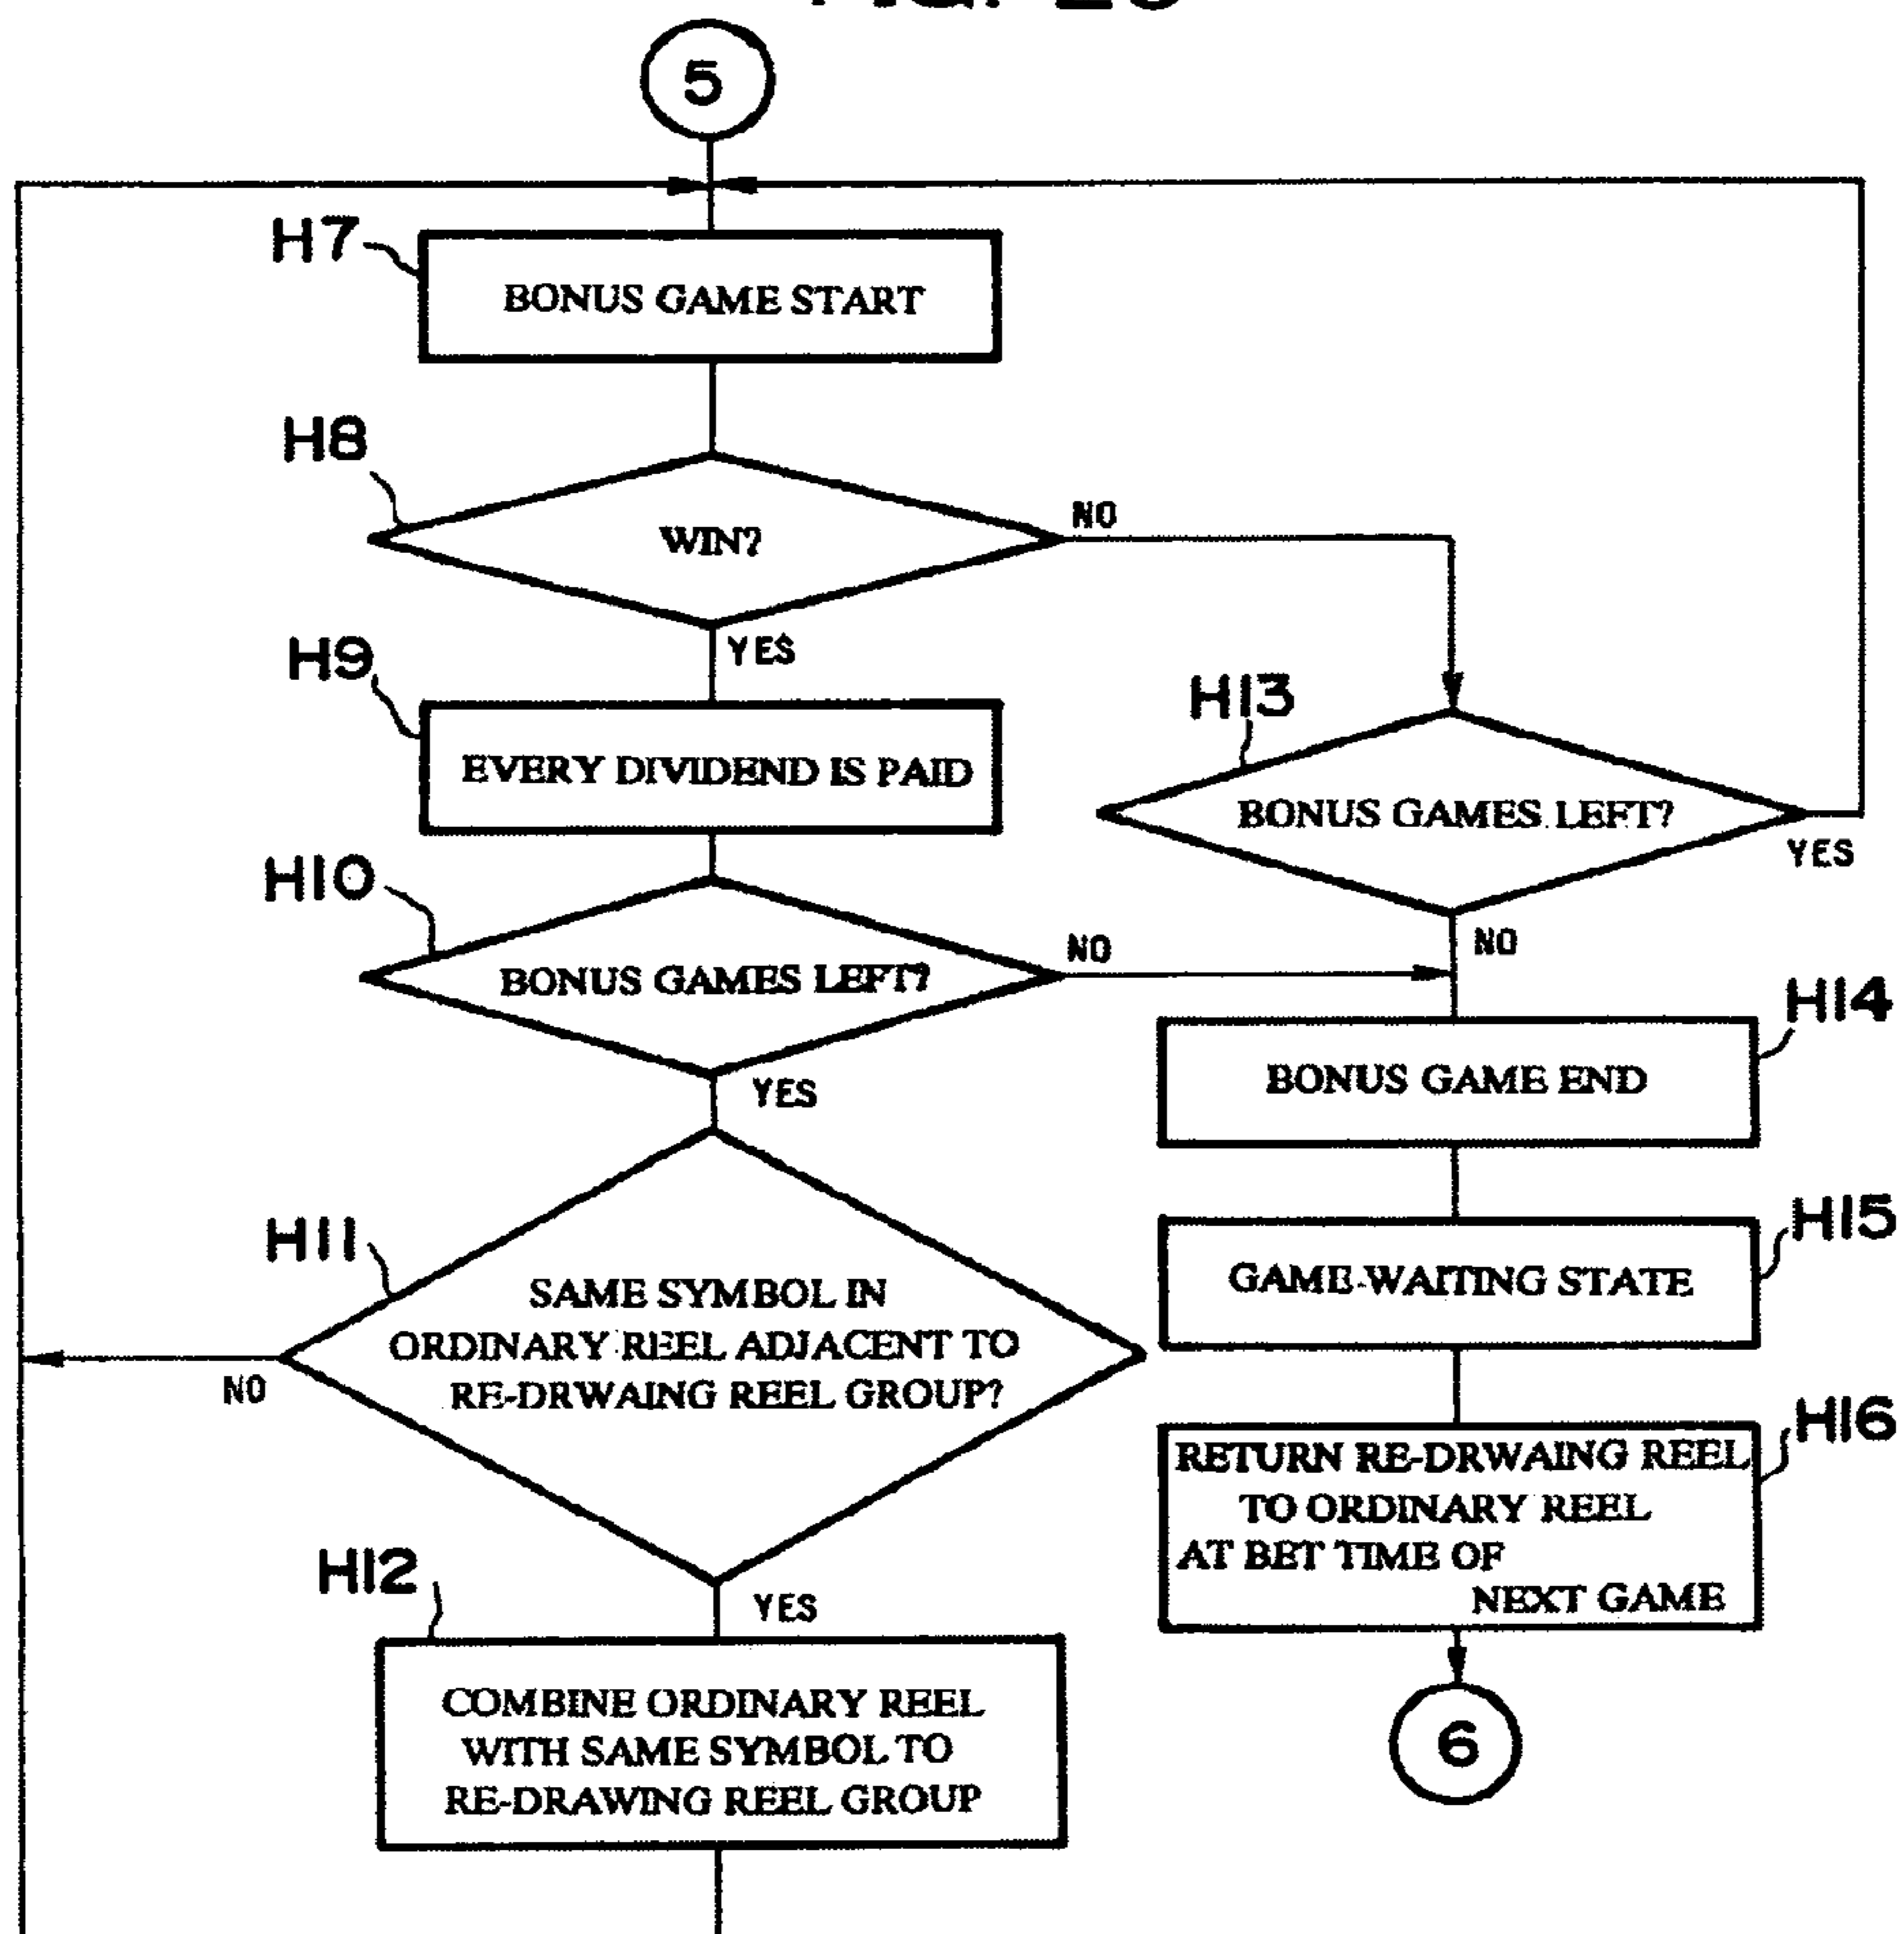 5
H7
BONUS GAME START
H8
WIN?
NO
YES
H9
EVERY DIVIDEND IS PAID
H13
BONUS GAMES LEFT?
YES
NO
H10
BONUS GAMES LEFT?
NO
YES
H14
BONUS GAME END
H11
SAME SYMBOL IN
ORDINARY REEL ADJACENT TO
RE-DRWAING REEL GROUP?
NO
YES
H15
GAME-WAITING STATE
H16
RETURN RE-DRWAING REEL
TO ORDINARY REEL
AT BET TIME OF
NEXT GAME
H12
COMBINE ORDINARY REEL
WITH SAME SYMBOL TO
RE-DRAWING REEL GROUP
6